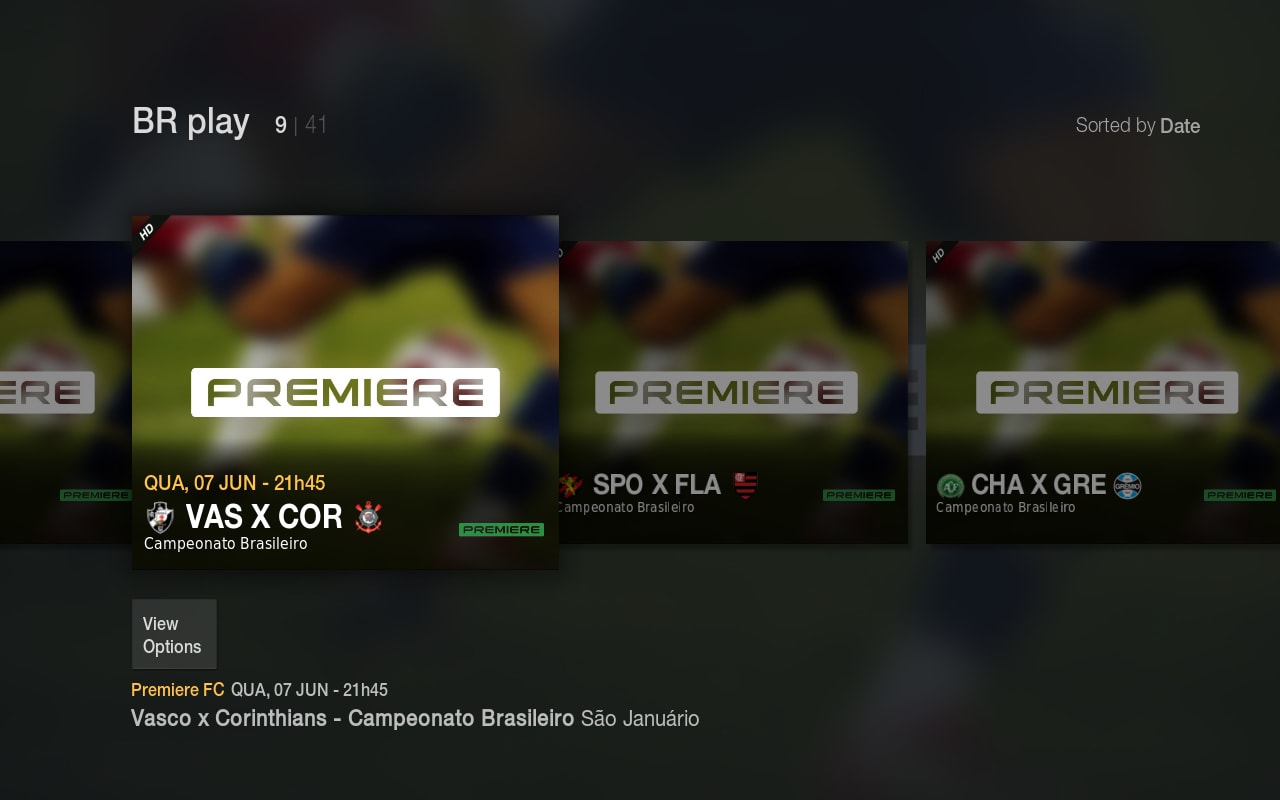 BR play 9 | 41
Sorted by Date
HD
PREMIERE
QUA, 07 JUN - 21h45
VAS X COR
Campeonato Brasileiro
PREMIERE
PREMIERE
PREMIERE
SPO X FLA
Campeonato Brasileiro
PREMIERE
HD
PREMIERE
CHA X GRE
GRÊMIO
Campeonato Brasileiro
PREMIERE
View
Options
Premiere FC QUA, 07 JUN - 21h45
Vasco x Corinthians - Campeonato Brasileiro São Januário